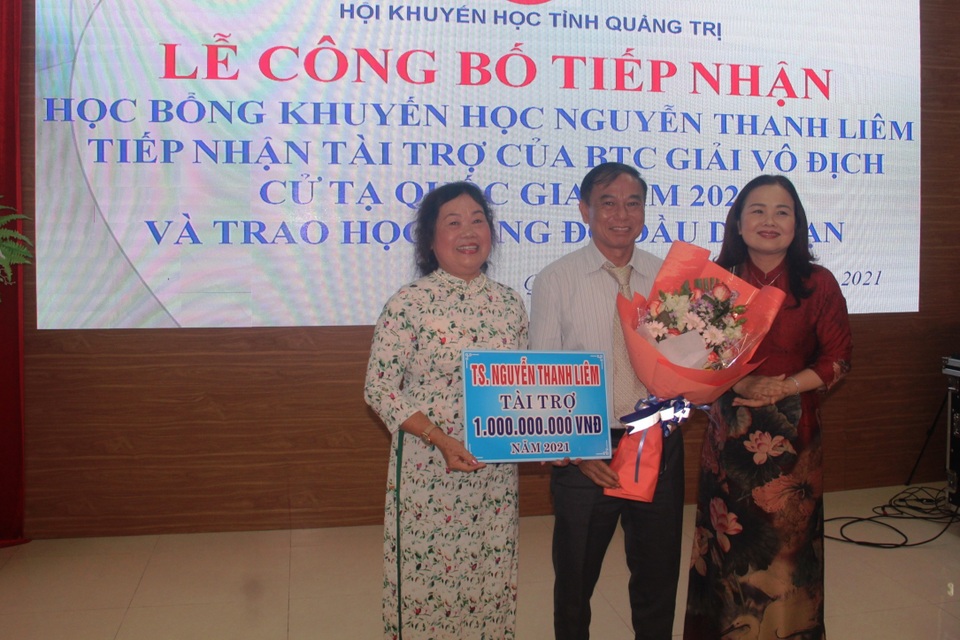 HỘI KHUYẾN HỌC TỈNH QUẢNG TRỊ
LỄ CÔNG BỐ TIẾP NHẬN
HỌC BỔNG KHUYẾN HỌC NGUYỄN THANH LIÊM
TIẾP NHẬN TÀI TRỢ CỦA BTC GIẢI VÔ ĐỊCH
CỬ TẠ QUỐC GIA
VÀ TRAO
2021
TS. NGUYỄN THANH LIÊM
TÀI TRỢ
1.000.000.000 VNĐ
NĂM 2021